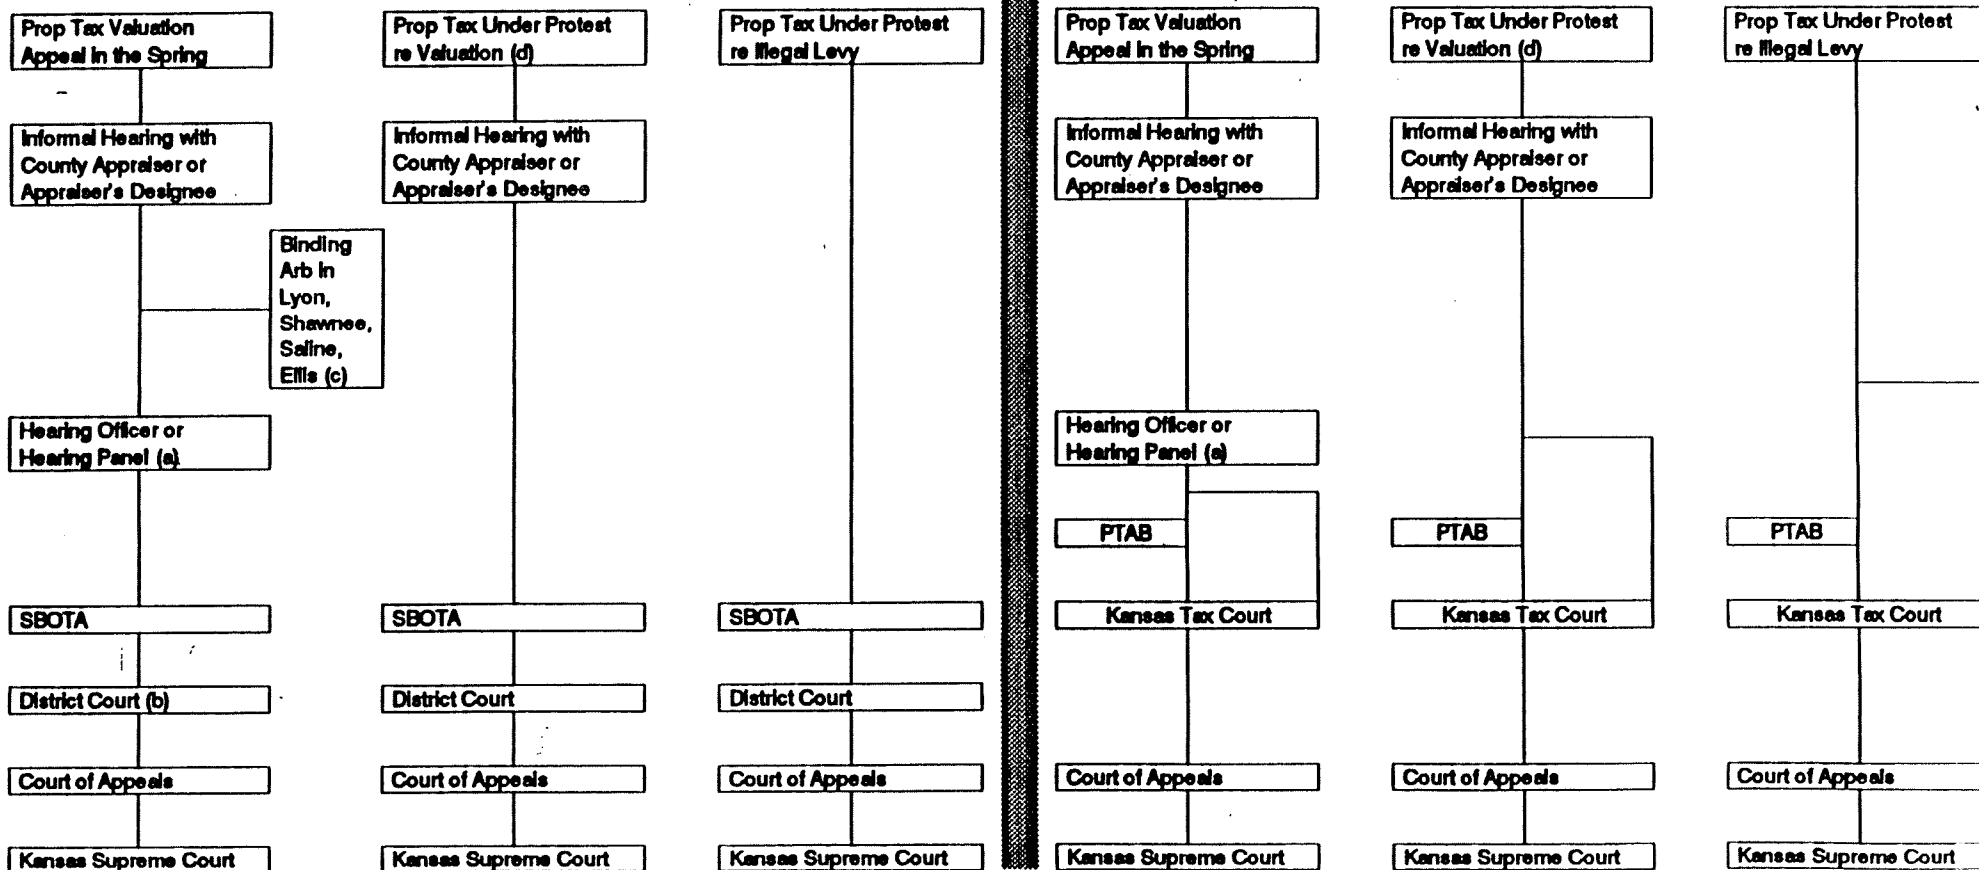 Prop Tax Valuation
Appeal in the Spring
Informal Hearing with
County Appraiser or
Appraiser's Designee
Binding
Arb in
Lyon,
Shawnee,
Saline,
Ellis (c)
Hearing Officer or
Hearing Panel (a)
SBOTA
District Court (b)
Court of Appeals
Kansas Supreme Court
Prop Tax Under Protest
re Valuation (d)
Informal Hearing with
County Appraiser or
Appraiser's Designee
SBOTA
District Court
Court of Appeals
Kansas Supreme Court
Prop Tax Under Protest
re Illegal Levy
SBOTA
District Court
Court of Appeals
Kansas Supreme Court
Prop Tax Valuation
Appeal in the Spring
Informal Hearing with
County Appraiser or
Appraiser's Designee
Hearing Officer or
Hearing Panel (a)
PTAB
Kansas Tax Court
Court of Appeals
Kansas Supreme Court
Prop Tax Under Protest
re Valuation (d)
Informal Hearing with
County Appraiser or
Appraiser's Designee
PTAB
Kansas Tax Court
Court of Appeals
Kansas Supreme Court
Prop Tax Under Protest
re Illegal Levy
PTAB
Kansas Tax Court
Court of Appeals
Kansas Supreme Court